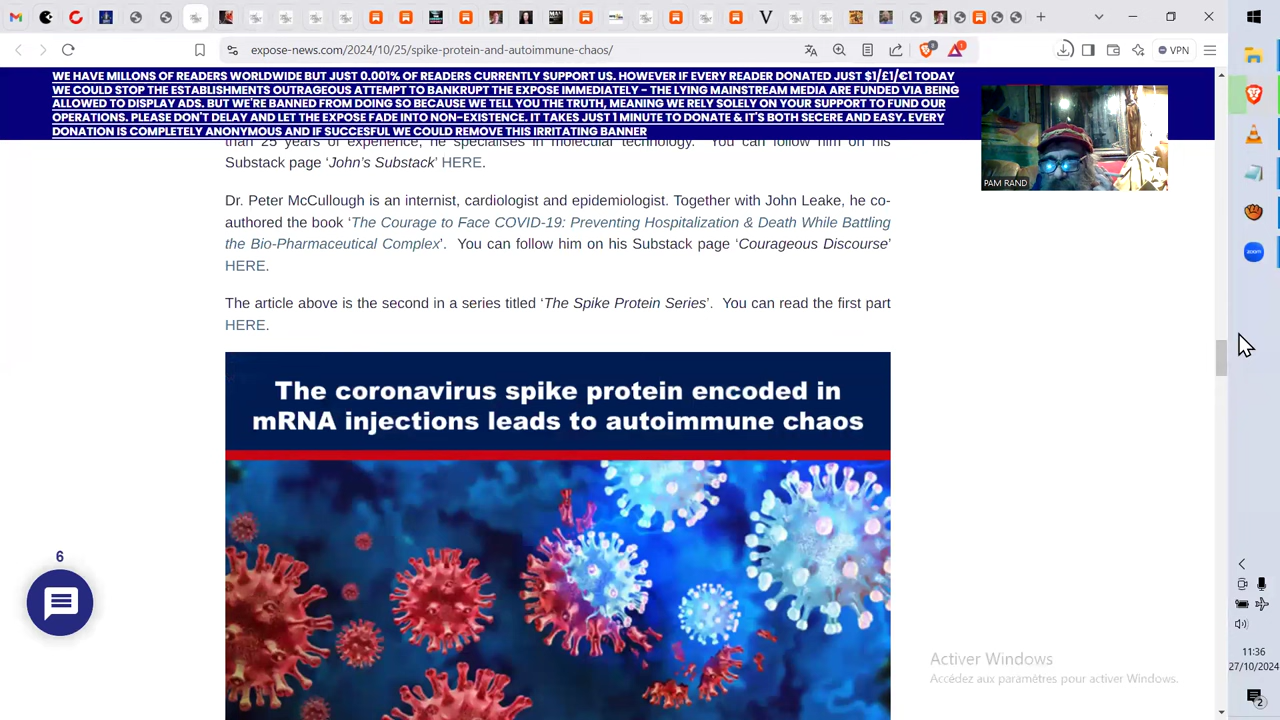 expose-news.com/2024/10/25/spike-protein-and-autoimmune-chaos/
VPN
WE HAVE MILLONS OF READERS WORLDWIDE BUT JUST 0.001% OF READERS CURRENTLY SUPPORT US. HOWEVER IF EVERY READER DONATED JUST $1/£1/€1 TODAY
WE COULD STOP THE ESTABLISHMENTS OUTRAGEOUS ATTEMPT TO BANKRUPT THE EXPOSE IMMEDIATELY - THE LYING MAINSTREAM MEDIA ARE FUNDED VIA BEING
ALLOWED TO DISPLAY ADS. BUT WE'RE BANNED FROM DOING SO BECAUSE WE TELL YOU THE TRUTH, MEANING WE RELY SOLELY ON YOUR SUPPORT TO FUND OUR
OPERATIONS. PLEASE DON'T DELAY AND LET THE EXPOSE FADE INTO NON-EXISTENCE. IT TAKES JUST 1 MINUTE TO DONATE & IT'S BOTH SECERE AND EASY. EVERY
DONATION IS COMPLETELY ANONYMOUS AND IF SUCCESFUL WE COULD REMOVE THIS IRRITATING BANNER
PAM RAND
than 25 years of experience, he specialises in molecular technology. You can follow him on his
Substack page ‘John’s Substack’ HERE.
Dr. Peter McCullough is an internist, cardiologist and epidemiologist. Together with John Leake, he co-
authored the book ‘The Courage to Face COVID-19: Preventing Hospitalization & Death While Battling
the Bio-Pharmaceutical Complex’. You can follow him on his Substack page ‘Courageous Discourse’
HERE.
The article above is the second in a series titled ‘The Spike Protein Series’. You can read the first part
HERE.
The coronavirus spike protein encoded in
mRNA injections leads to autoimmune chaos
6
zoom
Activer Windows
Accédez aux paramètres pour activer Windows.
11:36
27/10/2024
2